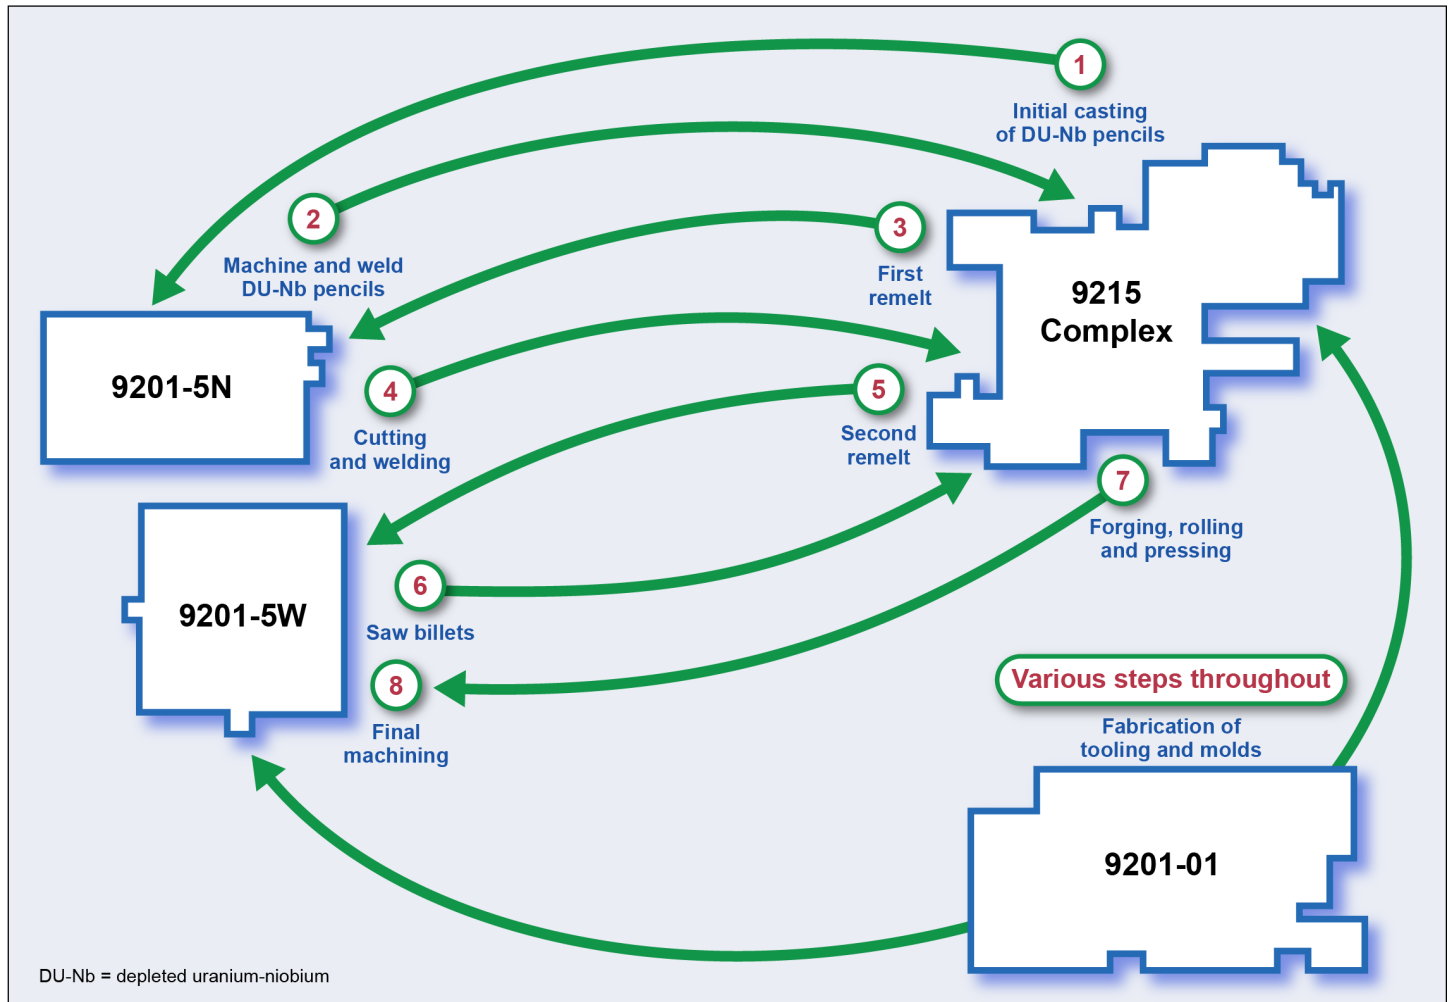 1
Initial casting
of DU-Nb pencils
2
Machine and weld
DU-Nb pencils
3
First
remelt
9215
Complex
9201-5N
4
Cutting
and welding
5
Second
remelt
7
Forging, rolling
and pressing
9201-5W
6
Saw billets
8
Final
machining
Various steps throughout
Fabrication of
tooling and molds
9201-01
DU-Nb = depleted uranium-niobium